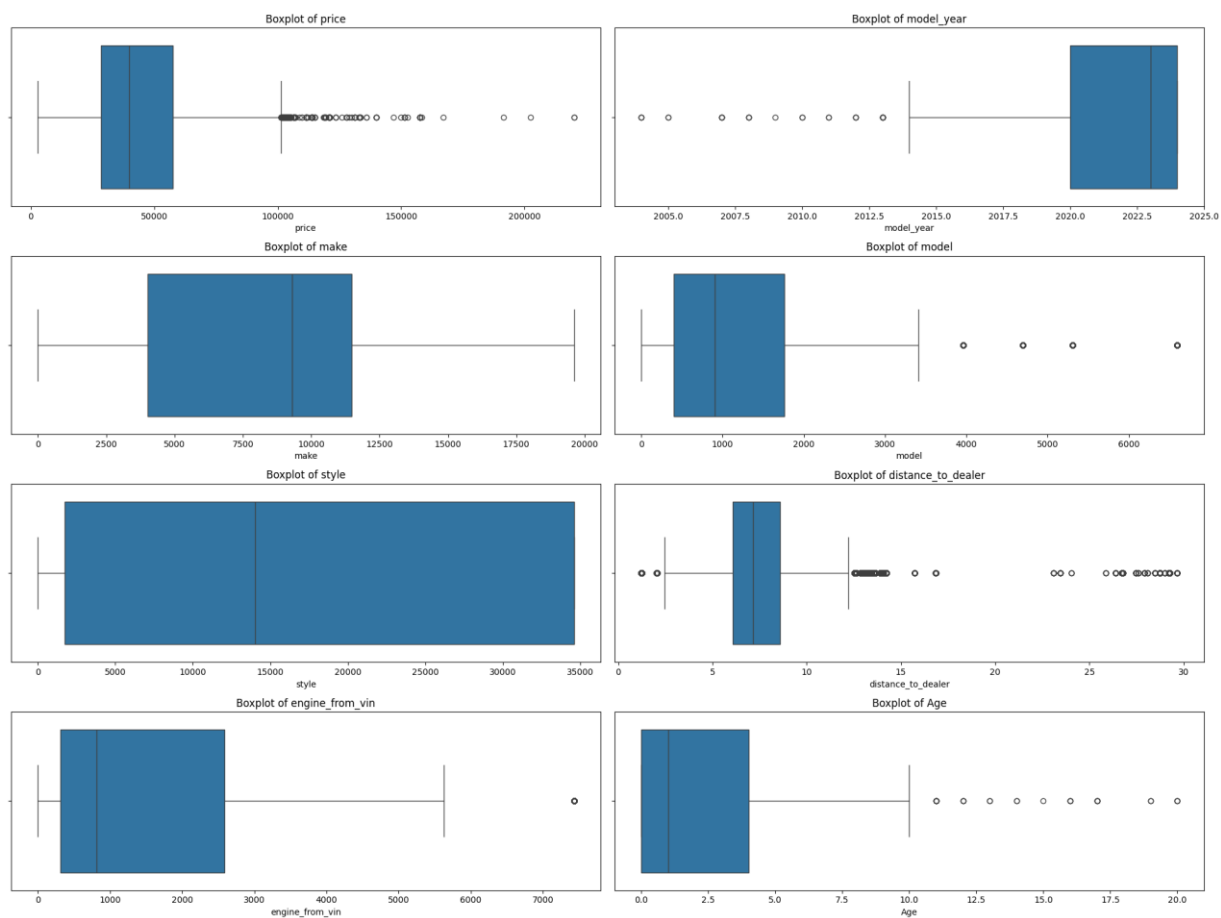 Boxplot of price
0 50000 100000 150000 200000
price
Boxplot of model_year
2005.0 2007.5 2010.0 2012.5 2015.0 2017.5 2020.0 2022.5 2025.0
model_year
Boxplot of make
0 2500 5000 7500 10000 12500 15000 17500 20000
make
Boxplot of model
0 1000 2000 3000 4000 5000 6000
model
Boxplot of style
0 5000 10000 15000 20000 25000 30000 35000
style
Boxplot of distance_to_dealer
0 5 10 15 20 25 30
distance_to_dealer
Boxplot of engine_from_vin
0 1000 2000 3000 4000 5000 6000 7000
engine_from_vin
Boxplot of Age
0.0 2.5 5.0 7.5 10.0 12.5 15.0 17.5 20.0
Age